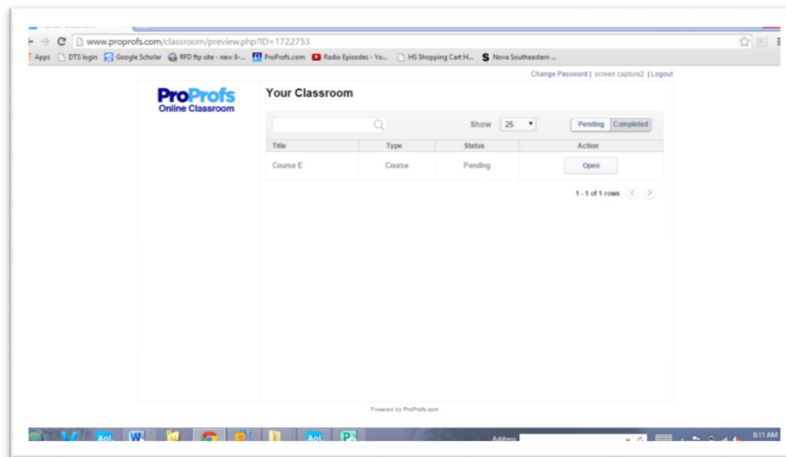 www.proprofs.com/classroom/preview.php?ID=1722753
Apps DTS login Google Scholar RFD ftp site - new 8-... ProProfs.com Radio Episodes - Vo... HS Shopping Cart H... Nova Southeastern ...
Change Password | screen capture2 | Logout
ProProfs
Online Classroom
Your Classroom
Show 25 Pending Completed
Title Type Status Action
Course E Course Pending Open
1 - 1 of 1 rows
Powered by ProProfs.com
Aol. Aol. Address 8:11 AM